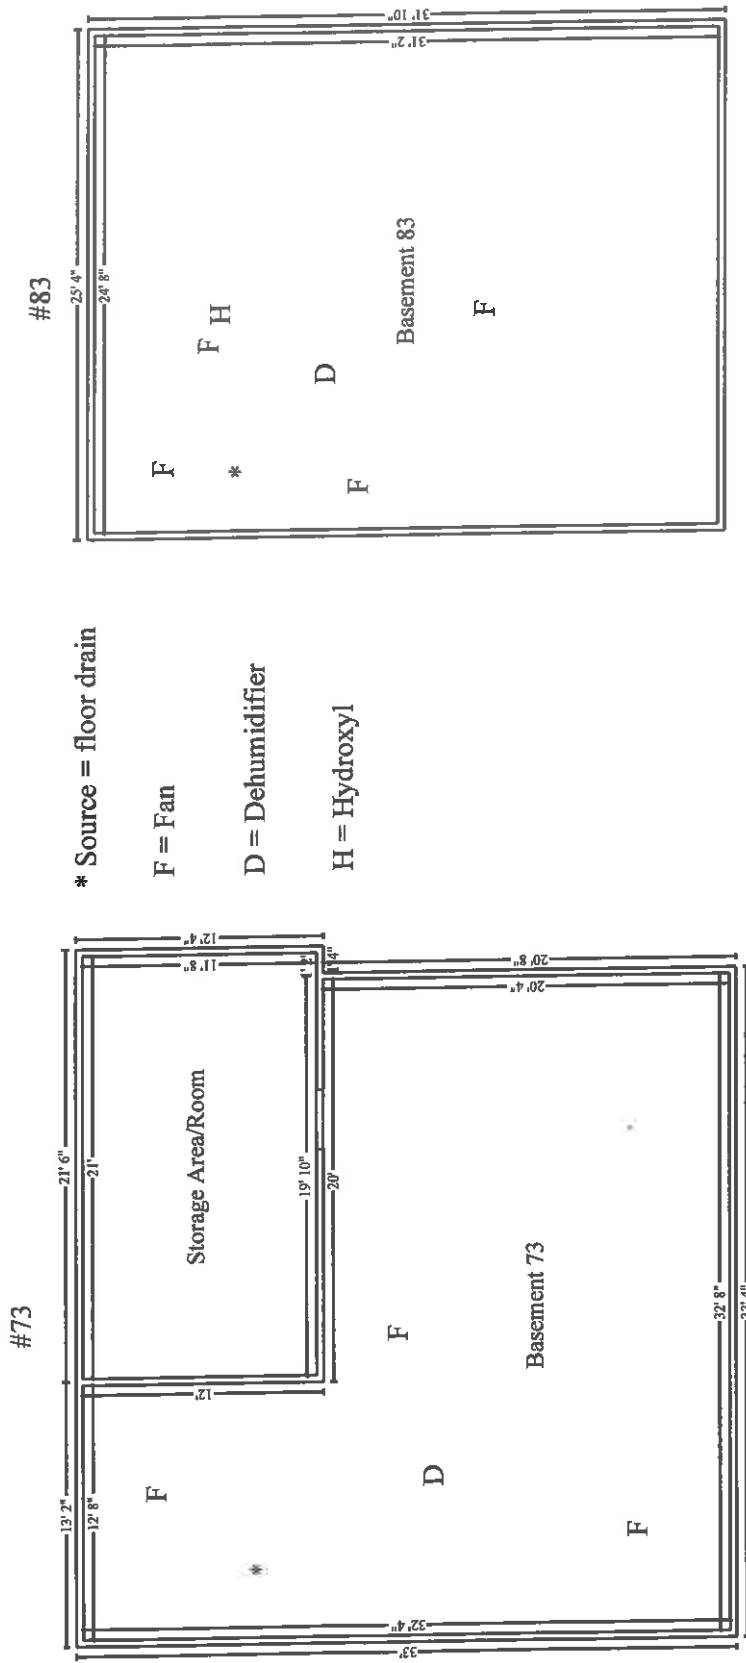 #73
13' 2"
21' 6"
12' 8"
21'
12' 4"
11' 8"
Storage Area/Room
12'
19' 10"
20'
1' 4"
F
*
F
D
F
Basement 73
20' 8"
20' 4"
32' 4"
33'
32' 8"
* Source = floor drain
F = Fan
D = Dehumidifier
H = Hydroxyl
#83
25' 4"
24' 8"
31' 10"
31' 2"
F
*
F
H
D
F
Basement 83
F